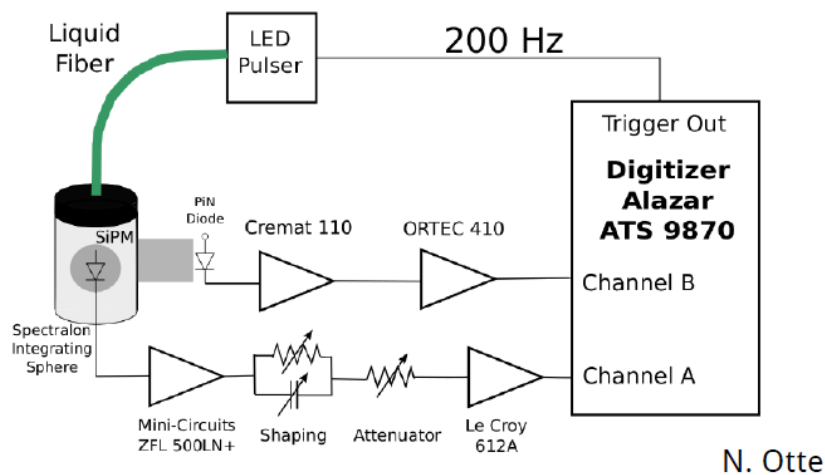 Liquid
Fiber
LED
Pulser
200 Hz
Trigger Out
Digitizer
Alazar
ATS 9870
Channel B
Channel A
PiN
Diode
SiPM
Cremat 110
ORTEC 410
Spectralon
Integrating
Sphere
Mini-Circuits
ZFL 500LN+
Shaping
Attenuator
Le Croy
612A
N. Otte